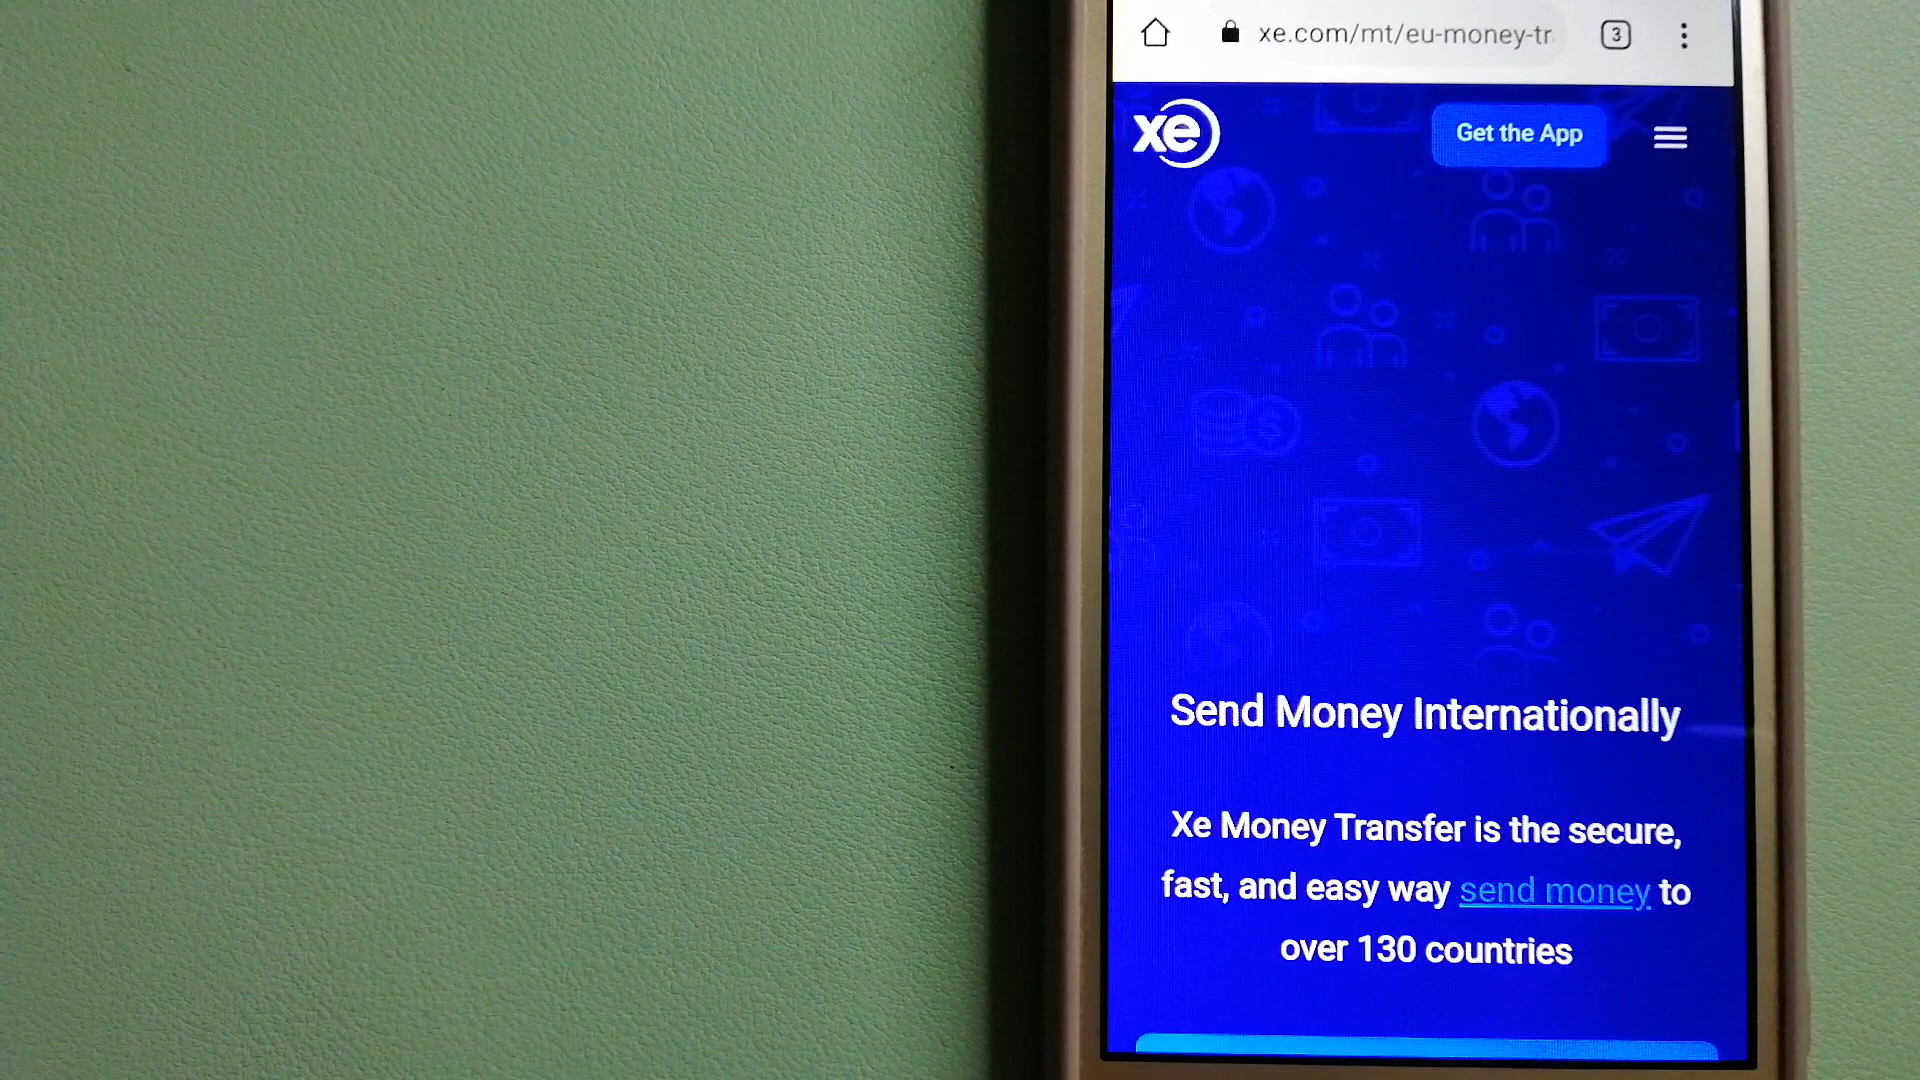 xe.com/mt/eu-money-tr
3
xe
Get the App
Send Money Internationally
Xe Money Transfer is the secure,
fast, and easy way send money to
over 130 countries